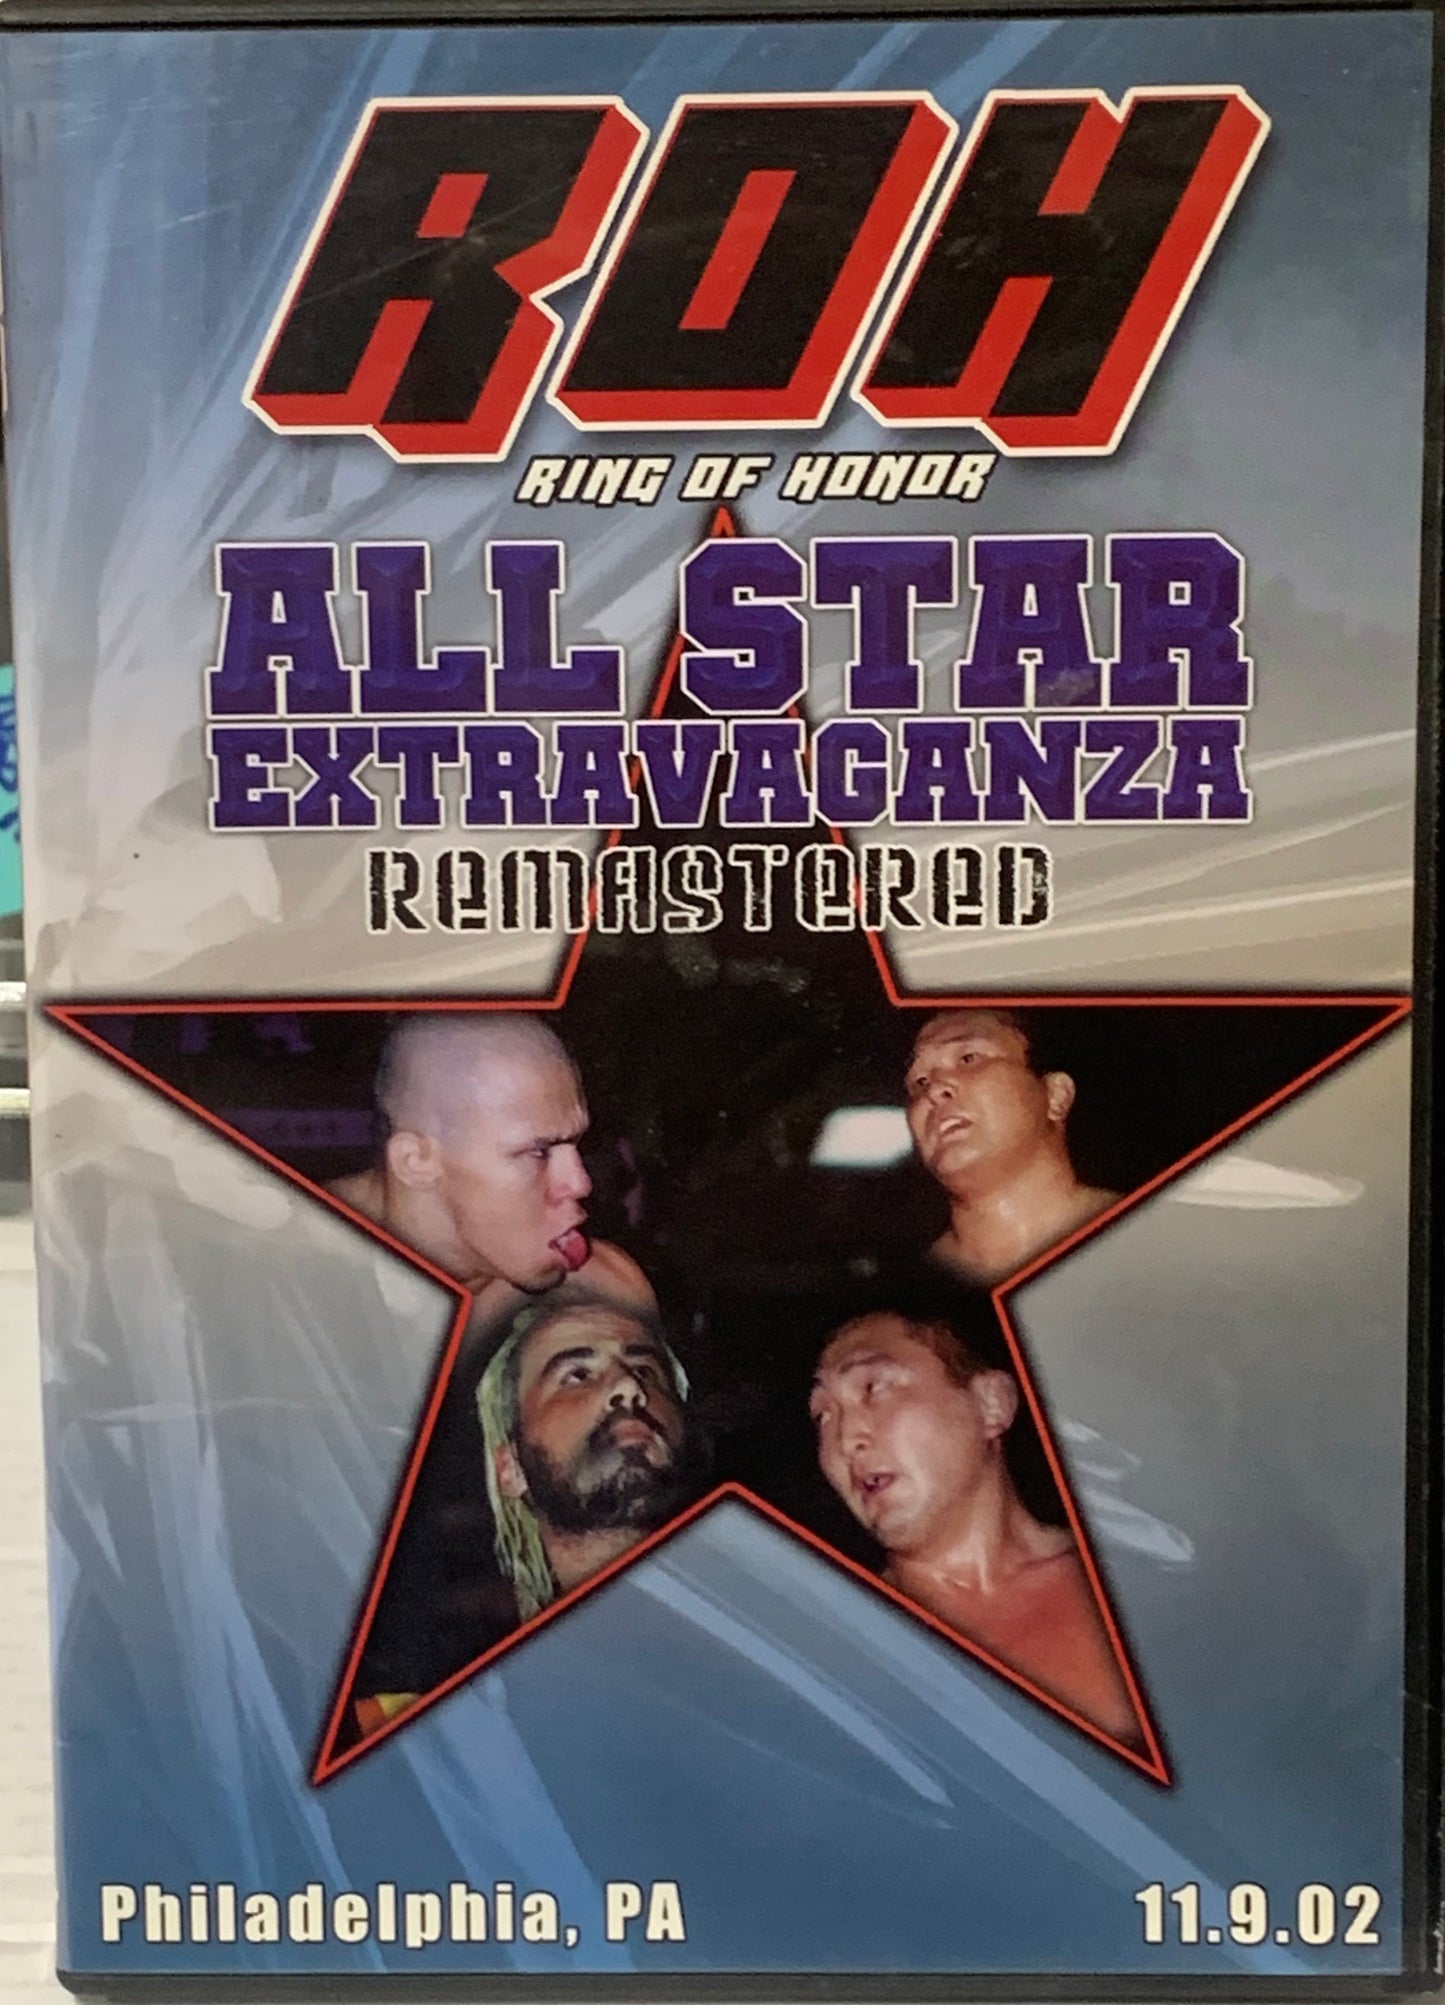 ROH
RING OF HONOR
ALL STAR
EXTRAVAGANZA
REMASTERED
Philadelphia, PA
11.9.02